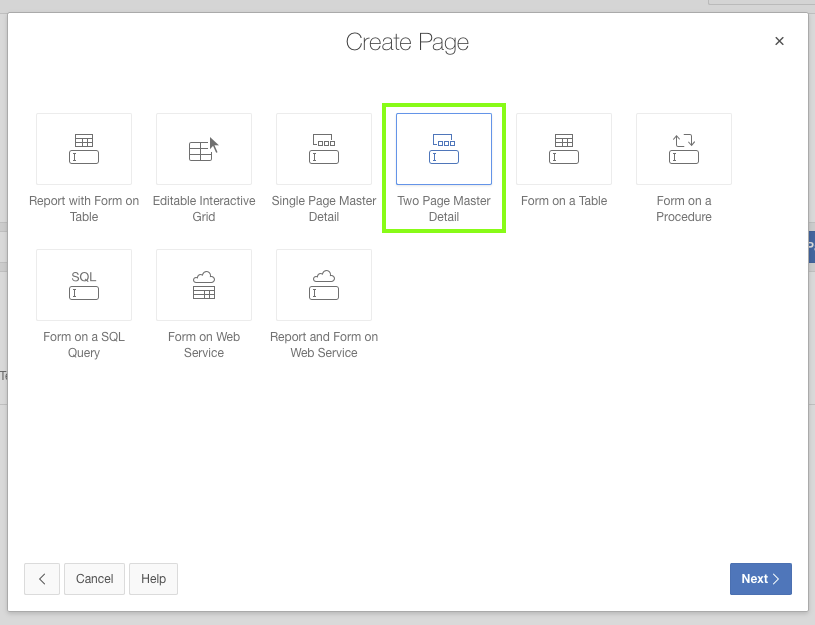 Create Page
Report with Form on
Table
Editable Interactive
Grid
Single Page Master
Detail
Two Page Master
Detail
Form on a Table
Form on a
Procedure
SQL
Form on a SQL
Query
Form on Web
Service
Report and Form on
Web Service
Cancel
Help
Next